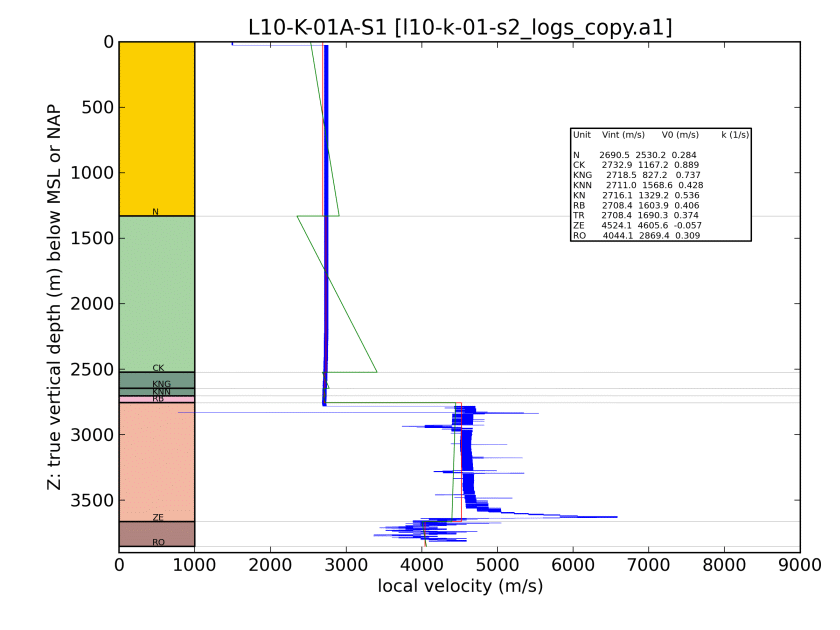 L10-K-01A-S1 [l10-k-01-s2_logs_copy.a1]
Z: true vertical depth (m) below MSL or NAP
0
500
1000
1500
2000
2500
3000
3500
N
CK
KNG
KNN
RB
ZE
RO
Unit Vint (m/s) V0 (m/s) k (1/s)
N 2690.5 2530.2 0.284
CK 2732.9 1167.2 0.889
KNG 2718.5 827.2 0.737
KNN 2711.0 1568.6 0.428
KN 2716.1 1329.2 0.536
RB 2708.4 1603.9 0.406
TR 2708.4 1690.3 0.374
ZE 4524.1 4605.6 -0.057
RO 4044.1 2869.4 0.309
0 1000 2000 3000 4000 5000 6000 7000 8000 9000
local velocity (m/s)